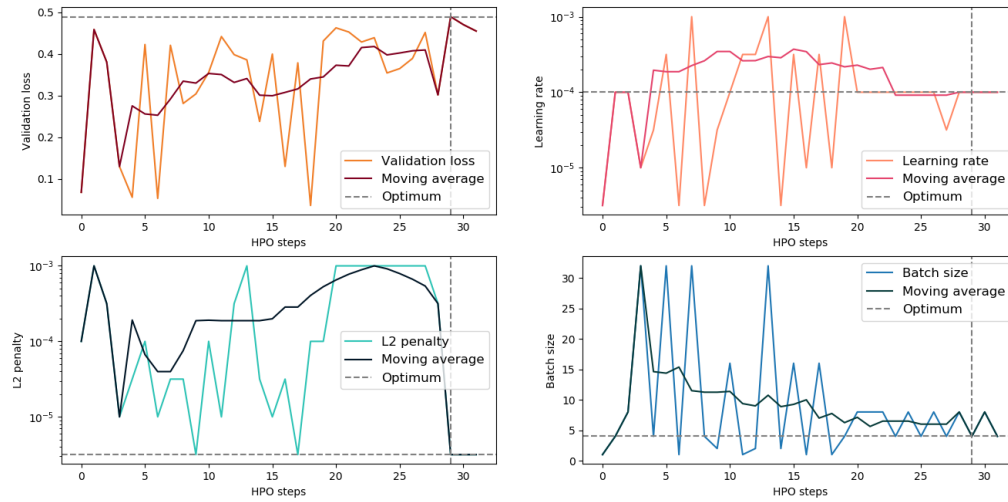 0.5
0.4
0.3
0.2
0.1
Validation loss
Validation loss
Moving average
Optimum
0 5 10 15 20 25 30
HPO steps
10⁻³
10⁻⁴
10⁻⁵
Learning rate
Learning rate
Moving average
Optimum
0 5 10 15 20 25 30
HPO steps
10⁻³
10⁻⁴
10⁻⁵
L2 penalty
L2 penalty
Moving average
Optimum
0 5 10 15 20 25 30
HPO steps
30
25
20
15
10
5
0
Batch size
Batch size
Moving average
Optimum
0 5 10 15 20 25 30
HPO steps